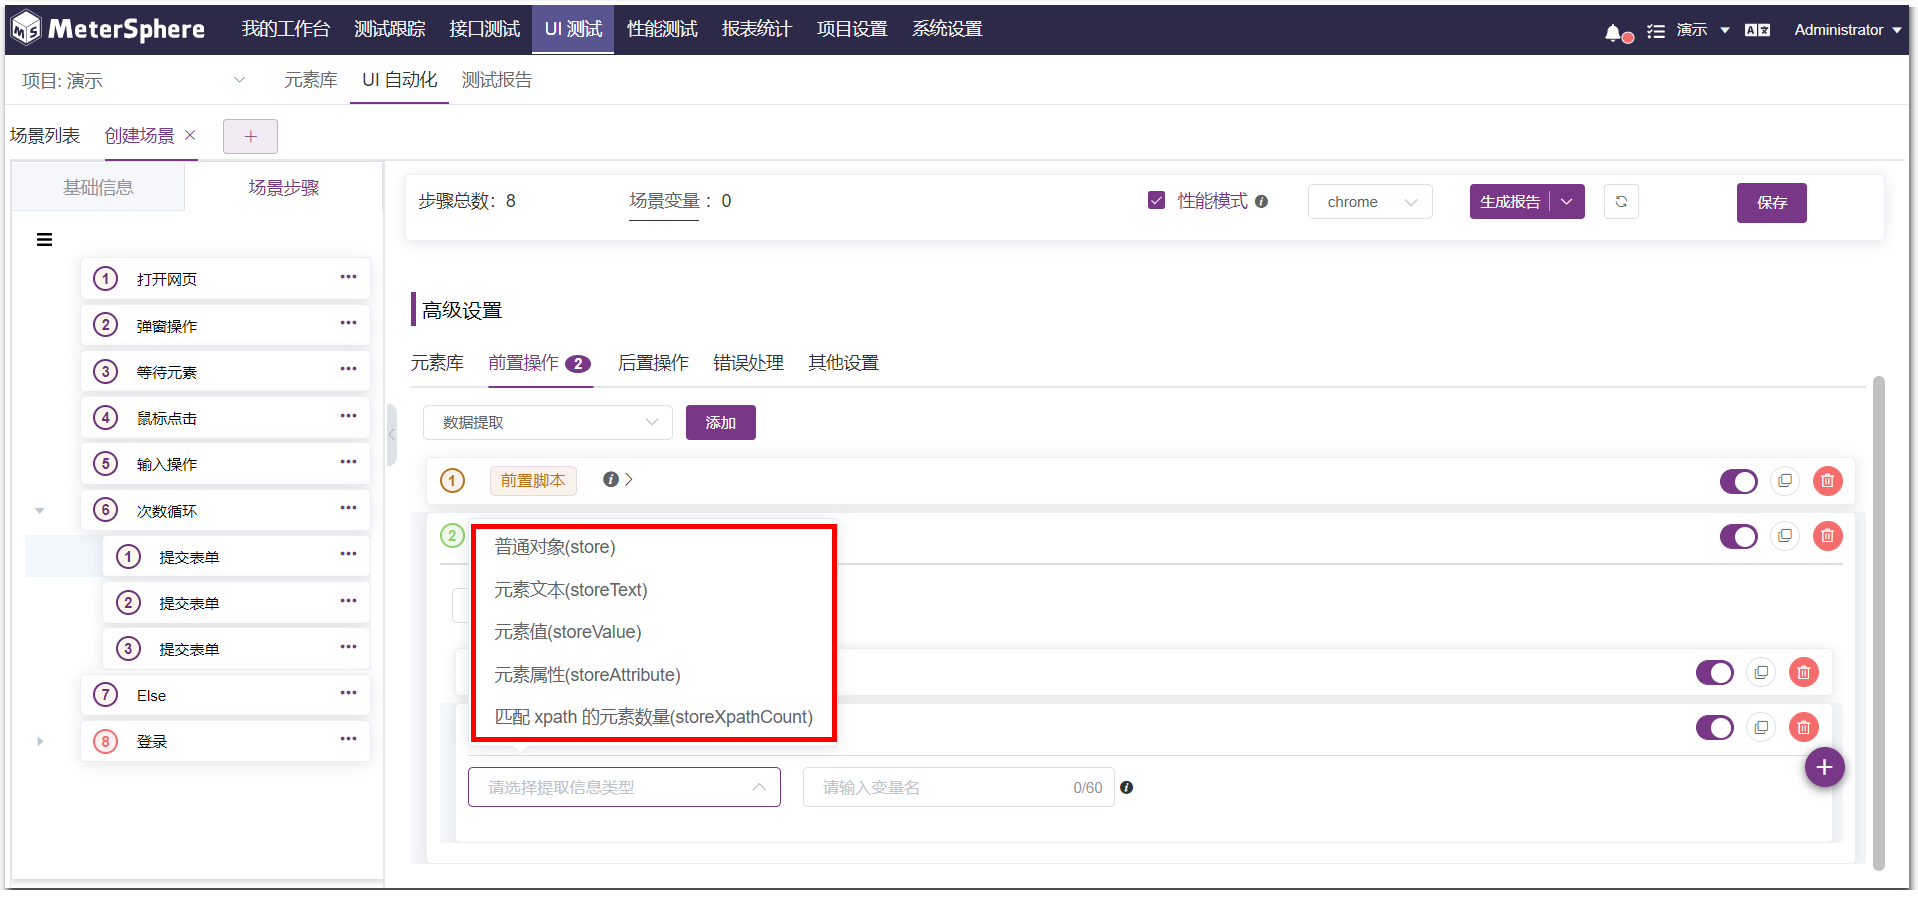 MeterSphere 我的工作台 测试跟踪 接口测试 UI 测试 性能测试 报表统计 项目设置 系统设置 演示 Administrator
项目: 演示 元素库 UI 自动化 测试报告
场景列表 创建场景 × +
基础信息 场景步骤
步骤总数: 8 场景变量 : 0 性能模式 chrome 生成报告 保存
1 打开网页 •••
2 弹窗操作 •••
3 等待元素 •••
4 鼠标点击 •••
5 输入操作 •••
6 次数循环 •••
1 提交表单 •••
2 提交表单 •••
3 提交表单 •••
7 Else •••
8 登录 •••
高级设置
元素库 前置操作 2 后置操作 错误处理 其他设置
数据提取 添加
1 前置脚本
2
普通对象(store)
元素文本(storeText)
元素值(storeValue)
元素属性(storeAttribute)
匹配 xpath 的元素数量(storeXpathCount)
请选择提取信息类型 请输入变量名 0/60